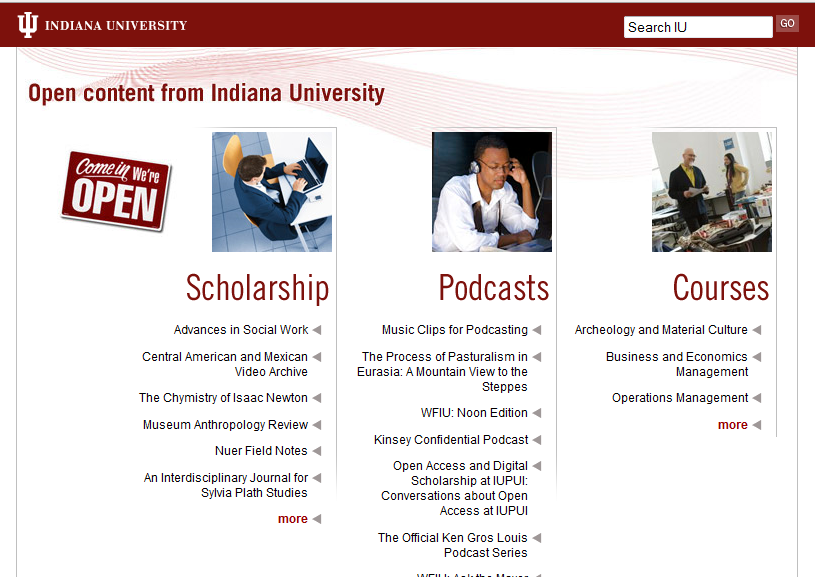 INDIANA UNIVERSITY
Search IU
GO
Open content from Indiana University
Come in We're
OPEN
Scholarship
Advances in Social Work
Central American and Mexican
Video Archive
The Chymistry of Isaac Newton
Museum Anthropology Review
Nuer Field Notes
An Interdisciplinary Journal for
Sylvia Plath Studies
more
Podcasts
Music Clips for Podcasting
The Process of Pasturalism in
Eurasia: A Mountain View to the
Steppes
WFIU: Noon Edition
Kinsey Confidential Podcast
Open Access and Digital
Scholarship at IUPUI:
Conversations about Open
Access at IUPUI
The Official Ken Gros Louis
Podcast Series
WFIU: Ask the Mayor
Courses
Archeology and Material Culture
Business and Economics
Management
Operations Management
more